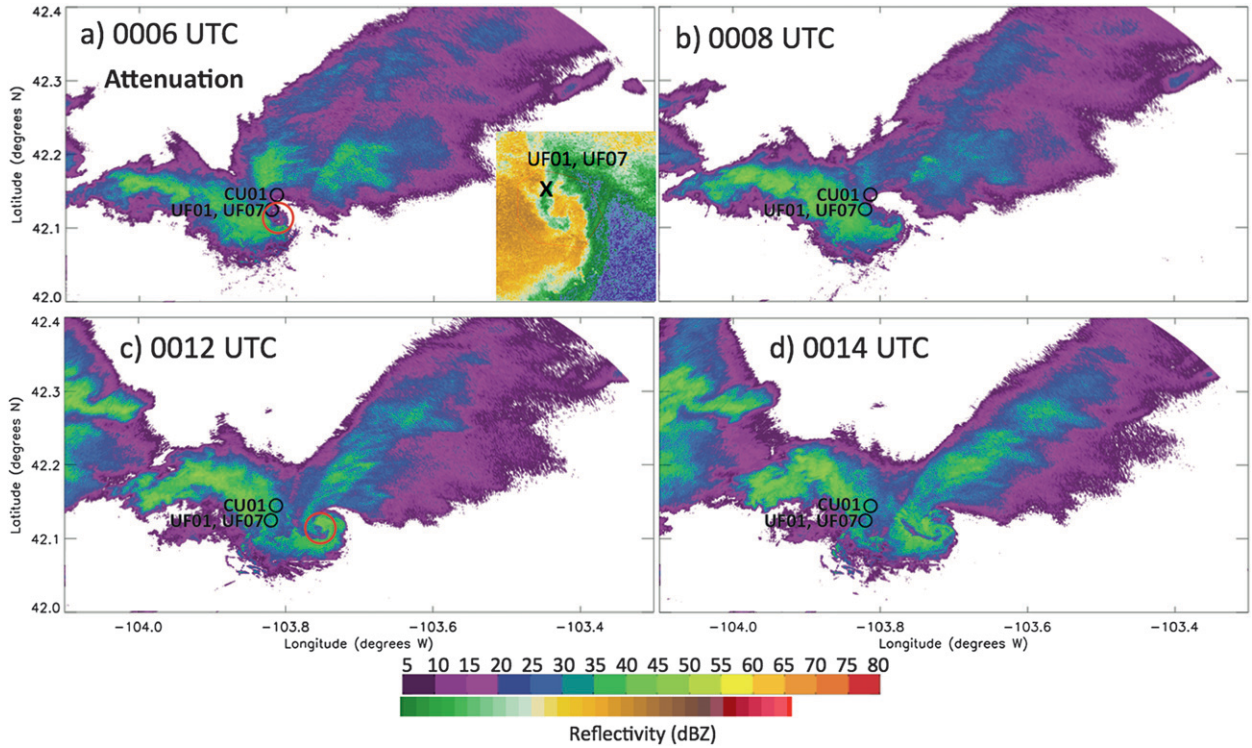 a) 0006 UTC
Attenuation
42.4
42.3
42.2
42.1
42.0
Latitude (degrees N)
CU01
UF01, UF07
UF01, UF07
X
b) 0008 UTC
CU01
UF01, UF07
c) 0012 UTC
42.4
42.3
42.2
42.1
42.0
Latitude (degrees N)
CU01
UF01, UF07
−104.0 −103.8 −103.6 −103.4
Longitude (degrees W)
d) 0014 UTC
CU01
UF01, UF07
−104.0 −103.8 −103.6 −103.4
Longitude (degrees W)
5 10 15 20 25 30 35 40 45 50 55 60 65 70 75 80
Reflectivity (dBZ)